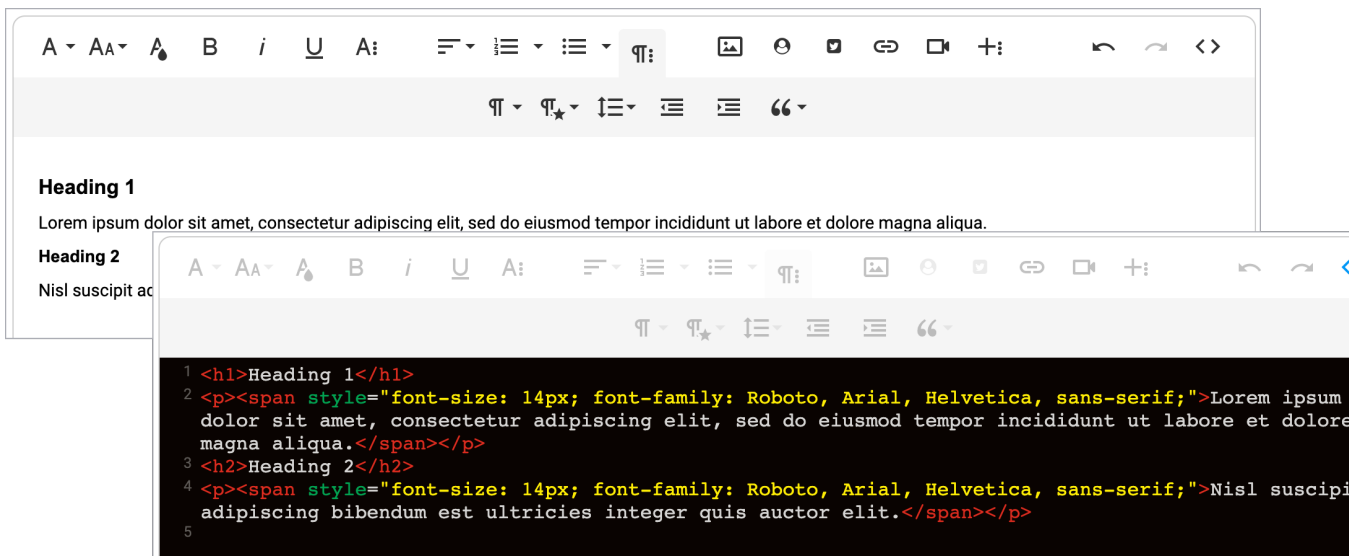 Heading 1
Lorem ipsum dolor sit amet, consectetur adipiscing elit, sed do eiusmod tempor incididunt ut labore et dolore magna aliqua.
Heading 2
Nisl suscipit ad
1 <h1>Heading 1</h1>
2 <p><span style="font-size: 14px; font-family: Roboto, Arial, Helvetica, sans-serif;">Lorem ipsum
dolor sit amet, consectetur adipiscing elit, sed do eiusmod tempor incididunt ut labore et dolore
magna aliqua.</span></p>
3 <h2>Heading 2</h2>
4 <p><span style="font-size: 14px; font-family: Roboto, Arial, Helvetica, sans-serif;">Nisl suscipi
adipiscing bibendum est ultricies integer quis auctor elit.</span></p>
5